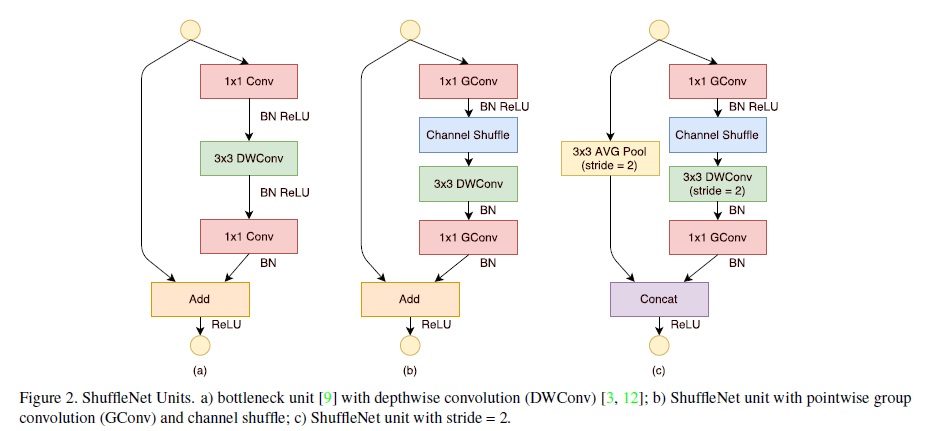 1x1 Conv
BN ReLU
3x3 DWConv
BN ReLU
1x1 Conv
BN
Add
ReLU
(a)
1x1 GConv
BN ReLU
Channel Shuffle
3x3 DWConv
BN
1x1 GConv
BN
Add
ReLU
(b)
3x3 AVG Pool
(stride = 2)
1x1 GConv
BN ReLU
Channel Shuffle
3x3 DWConv
(stride = 2)
BN
1x1 GConv
BN
Concat
ReLU
(c)
Figure 2. ShuffleNet Units. a) bottleneck unit [9] with depthwise convolution (DWConv) [3, 12]; b) ShuffleNet unit with pointwise group
convolution (GConv) and channel shuffle; c) ShuffleNet unit with stride = 2.